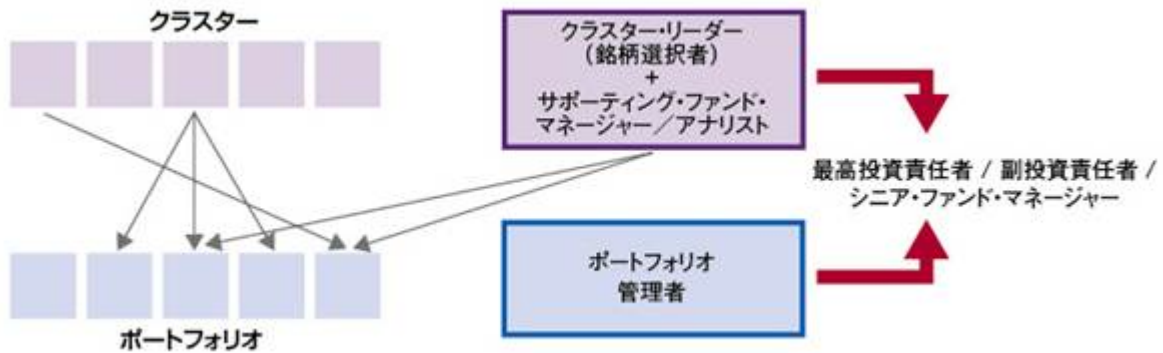 クラスター
クラスター・リーダー
(銘柄選択者)
+
サポーティング・ファンド・
マネージャー/アナリスト
最高投資責任者 / 副投資責任者 /
シニア・ファンド・マネージャー
ポートフォリオ
管理者
ポートフォリオ